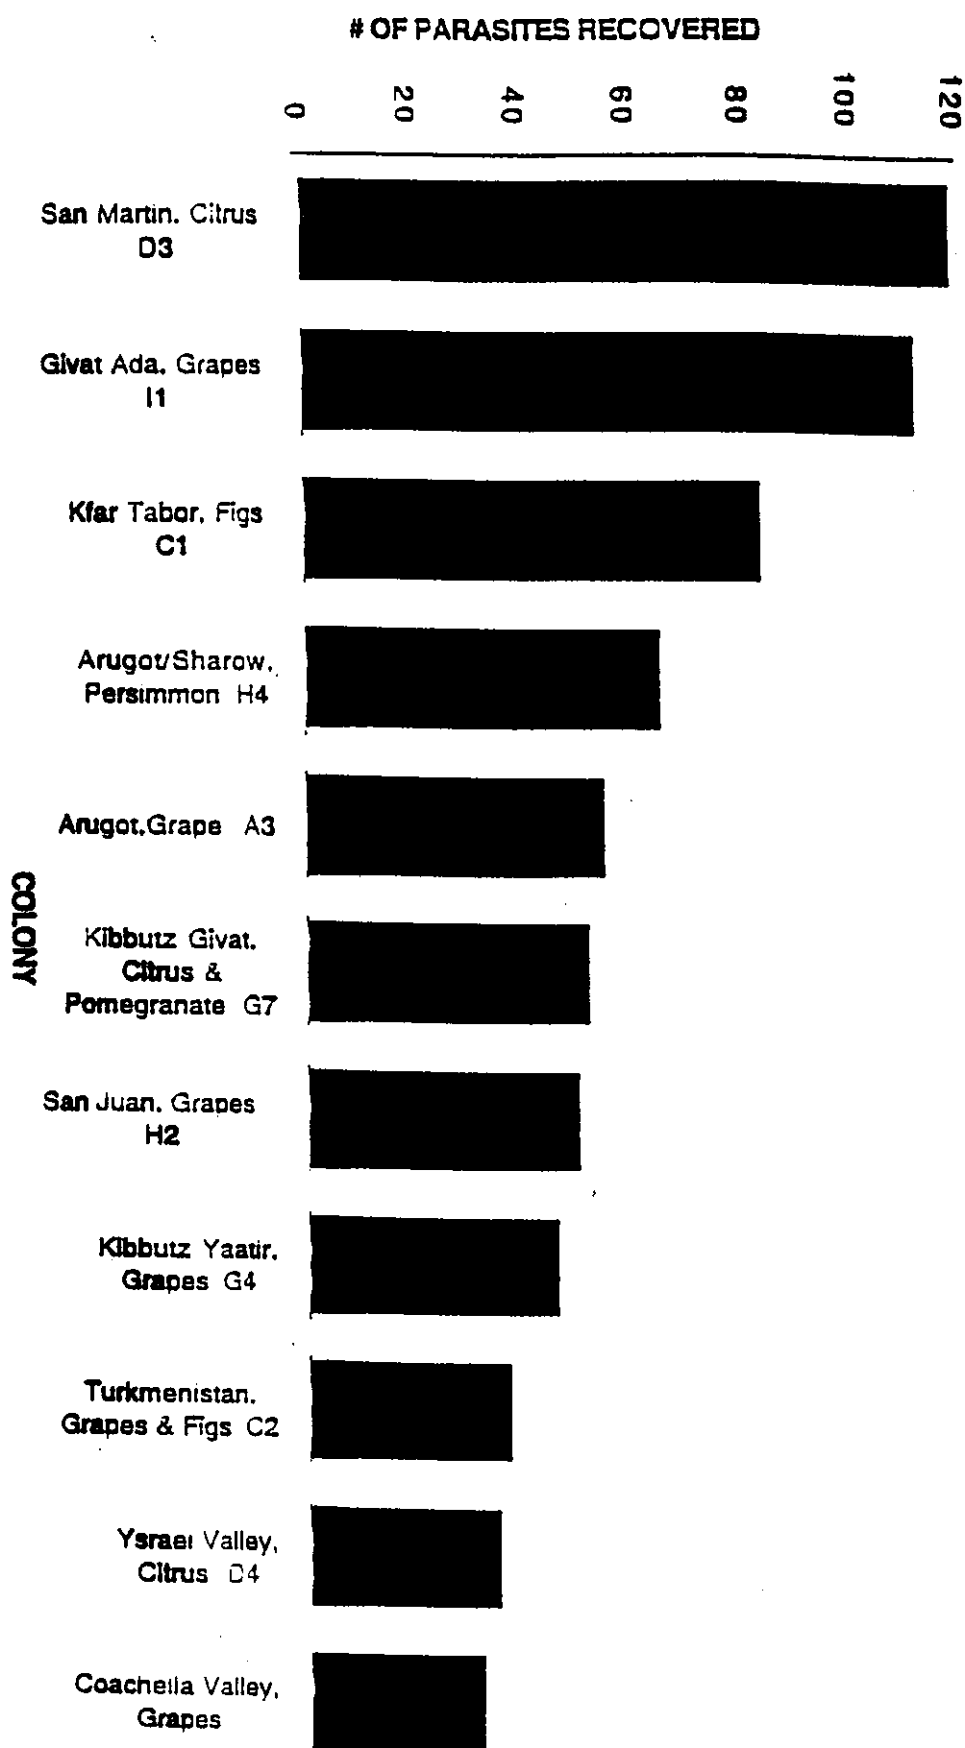 # OF PARASITES RECOVERED
0 20 40 60 80 100 120
San Martin. Citrus
D3
Givat Ada. Grapes
I1
Kfar Tabor, Figs
C1
Arugot/Sharow,
Persimmon H4
Arugot.Grape A3
COLONY
Kibbutz Givat.
Citrus &
Pomegranate G7
San Juan. Grapes
H2
Kibbutz Yaatir.
Grapes G4
Turkmenistan.
Grapes & Figs C2
Ysrael Valley,
Citrus D4
Coachella Valley,
Grapes